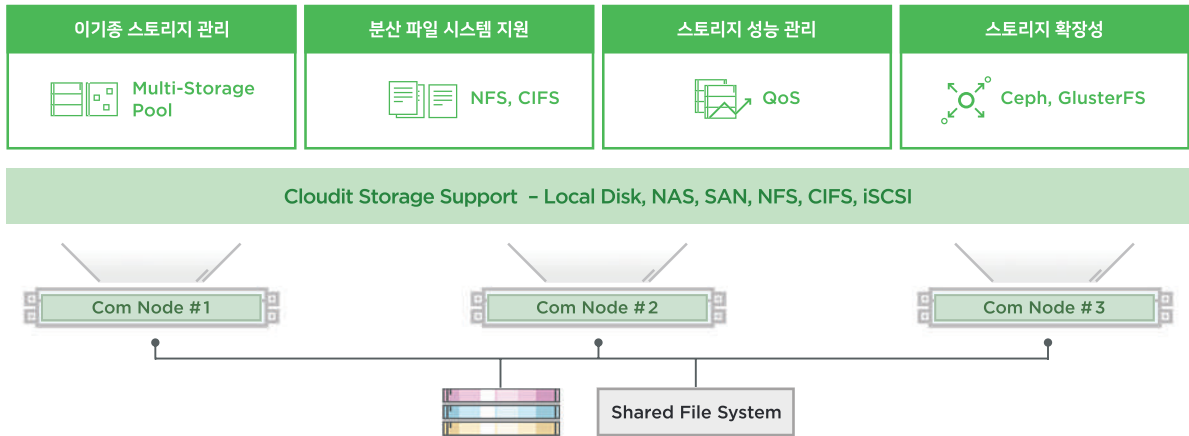 이기종 스토리지 관리
분산 파일 시스템 지원
스토리지 성능 관리
스토리지 확장성
Multi-Storage
Pool
NFS, CIFS
QoS
Ceph, GlusterFS
Cloudit Storage Support – Local Disk, NAS, SAN, NFS, CIFS, iSCSI
Com Node #1
Com Node #2
Com Node #3
Shared File System